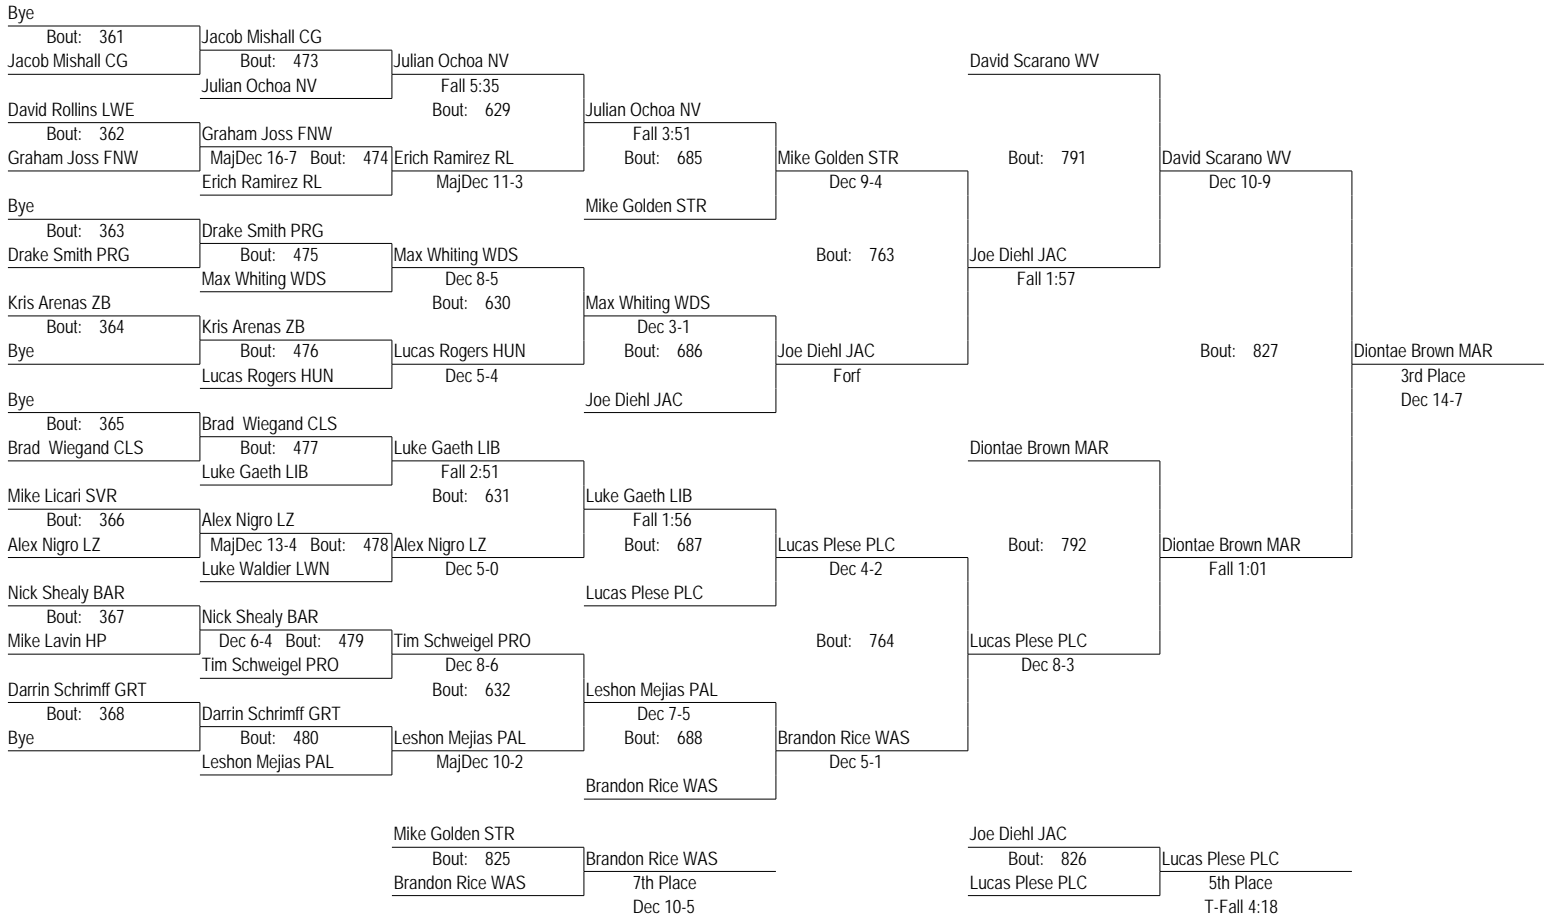 Bye
Bout: 361 Jacob Mishall CG
Jacob Mishall CG Bout: 473 Julian Ochoa NV David Scarano WV
Julian Ochoa NV Fall 5:35
David Rollins LWE Bout: 629 Julian Ochoa NV
Bout: 362 Graham Joss FNW Fall 3:51
Graham Joss FNW MajDec 16-7 Bout: 474 Erich Ramirez RL Bout: 685 Mike Golden STR Bout: 791 David Scarano WV
Erich Ramirez RL MajDec 11-3 Dec 9-4 Dec 10-9
Bye Mike Golden STR
Bout: 363 Drake Smith PRG
Drake Smith PRG Bout: 475 Max Whiting WDS Bout: 763 Joe Diehl JAC
Max Whiting WDS Dec 8-5 Fall 1:57
Kris Arenas ZB Bout: 630 Max Whiting WDS
Bout: 364 Kris Arenas ZB Dec 3-1
Bye Bout: 476 Lucas Rogers HUN Bout: 686 Joe Diehl JAC Bout: 827 Diontae Brown MAR
Lucas Rogers HUN Dec 5-4 Forf 3rd Place
Bye Joe Diehl JAC Dec 14-7
Bout: 365 Brad Wiegand CLS
Brad Wiegand CLS Bout: 477 Luke Gaeth LIB Diontae Brown MAR
Luke Gaeth LIB Fall 2:51
Mike Licari SVR Bout: 631 Luke Gaeth LIB
Bout: 366 Alex Nigro LZ Fall 1:56
Alex Nigro LZ MajDec 13-4 Bout: 478 Alex Nigro LZ Bout: 687 Lucas Plese PLC Bout: 792 Diontae Brown MAR
Luke Waldier LWN Dec 5-0 Dec 4-2 Fall 1:01
Nick Shealy BAR Lucas Plese PLC
Bout: 367 Nick Shealy BAR
Mike Lavin HP Dec 6-4 Bout: 479 Tim Schweigel PRO Bout: 764 Lucas Plese PLC
Tim Schweigel PRO Dec 8-6 Dec 8-3
Darrin Schrimff GRT Bout: 632 Leshon Mejias PAL
Bout: 368 Darrin Schrimff GRT Dec 7-5
Bye Bout: 480 Leshon Mejias PAL Bout: 688 Brandon Rice WAS
Leshon Mejias PAL MajDec 10-2 Dec 5-1
Brandon Rice WAS
Mike Golden STR Joe Diehl JAC
Bout: 825 Brandon Rice WAS Bout: 826 Lucas Plese PLC
Brandon Rice WAS 7th Place Lucas Plese PLC 5th Place
Dec 10-5 T-Fall 4:18